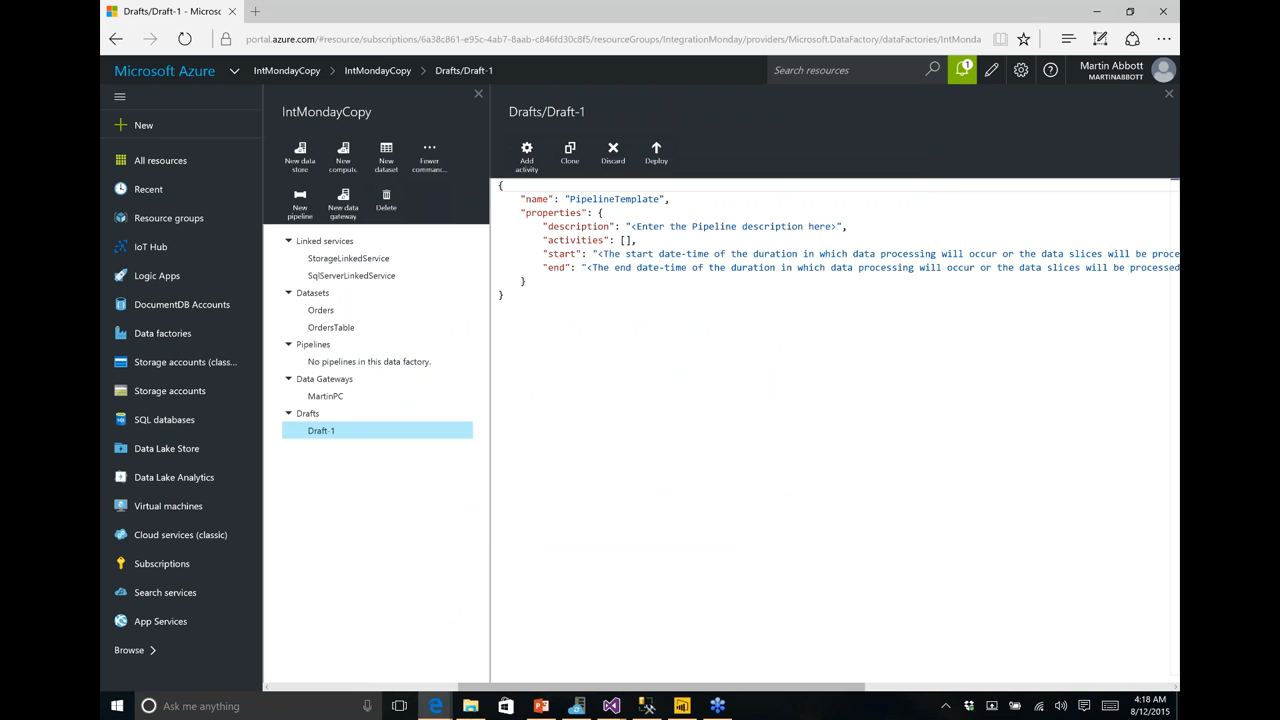 Drafts/Draft-1 - Microsc
portal.azure.com/#resource/subscriptions/6a38c861-e95c-4ab7-8aab-c846fd30c8f5/resourceGroups/IntegrationMonday/providers/Microsoft.DataFactory/dataFactories/IntMonda
Microsoft Azure
IntMondayCopy
IntMondayCopy
Drafts/Draft-1
Search resources
1
Martin Abbott
MARTINABBOTT
New
All resources
Recent
Resource groups
IoT Hub
Logic Apps
DocumentDB Accounts
Data factories
Storage accounts (class...
Storage accounts
SQL databases
Data Lake Store
Data Lake Analytics
Virtual machines
Cloud services (classic)
Subscriptions
Search services
App Services
Browse
IntMondayCopy
New data store
New comput...
New dataset
Fewer comman...
New pipeline
New data gateway
Delete
Linked services
StorageLinkedService
SqlServerLinkedService
Datasets
Orders
OrdersTable
Pipelines
No pipelines in this data factory.
Data Gateways
MartinPC
Drafts
Draft-1
Drafts/Draft-1
Add activity
Clone
Discard
Deploy
{
"name": "PipelineTemplate",
"properties": {
"description": "<Enter the Pipeline description here>",
"activities": [],
"start": "<The start date-time of the duration in which data processing will occur or the data slices will be proce
"end": "<The end date-time of the duration in which data processing will occur or the data slices will be processed
}
}
Ask me anything
4:18 AM
8/12/2015